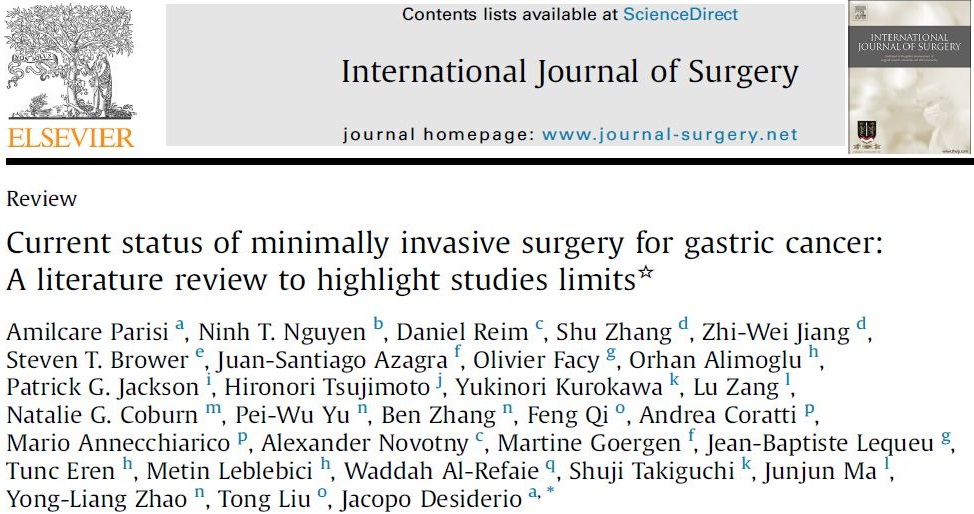 Contents lists available at ScienceDirect
International Journal of Surgery
journal homepage: www.journal-surgery.net
ELSEVIER
INTERNATIONAL
JOURNAL OF SURGERY
Review
Current status of minimally invasive surgery for gastric cancer:
A literature review to highlight studies limits☆
Amilcare Parisi a, Ninh T. Nguyen b, Daniel Reim c, Shu Zhang d, Zhi-Wei Jiang d,
Steven T. Brower e, Juan-Santiago Azagra f, Olivier Facy g, Orhan Alimoglu h,
Patrick G. Jackson i, Hironori Tsujimoto j, Yukinori Kurokawa k, Lu Zang l,
Natalie G. Coburn m, Pei-Wu Yu n, Ben Zhang n, Feng Qi o, Andrea Coratti p,
Mario Annecchiarico p, Alexander Novotny c, Martine Goergen f, Jean-Baptiste Lequeu g,
Tunc Eren h, Metin Leblebici h, Waddah Al-Refaie q, Shuji Takiguchi k, Junjun Ma l,
Yong-Liang Zhao n, Tong Liu o, Jacopo Desiderio a, *